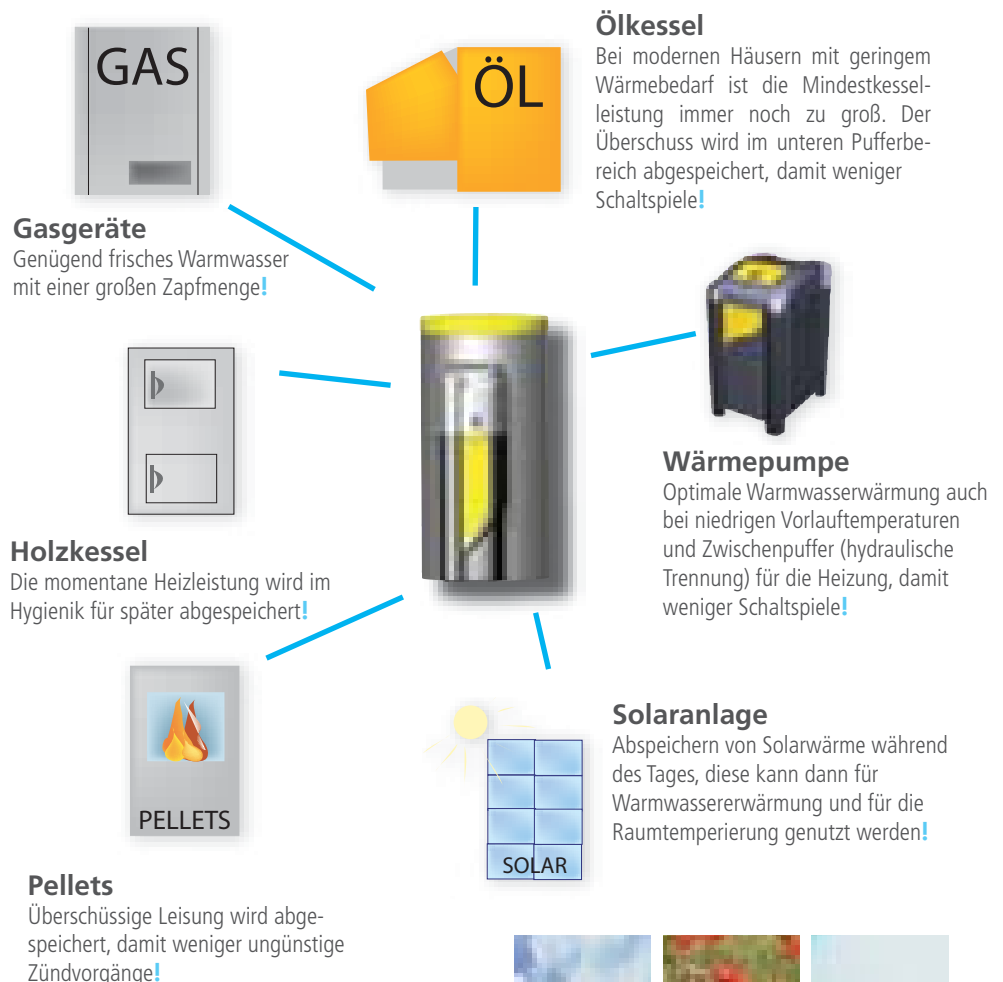 GAS
ÖL
Ölkessel
Bei modernen Häusern mit geringem
Wärmebedarf ist die Mindestkessel-
leistung immer noch zu groß. Der
Überschuss wird im unteren Pufferbe-
reich abgespeichert, damit weniger
Schaltspiele!
Gasgeräte
Genügend frisches Warmwasser
mit einer großen Zapfmenge!
Wärmepumpe
Optimale Warmwasserwärmung auch
bei niedrigen Vorlauftemperaturen
und Zwischenpuffer (hydraulische
Trennung) für die Heizung, damit
weniger Schaltspiele!
Holzkessel
Die momentane Heizleistung wird im
Hygienik für später abgespeichert!
PELLETS
Pellets
Überschüssige Leisung wird abge-
speichert, damit weniger ungünstige
Zündvorgänge!
SOLAR
Solaranlage
Abspeichern von Solarwärme während
des Tages, diese kann dann für
Warmwassererwärmung und für die
Raumtemperierung genutzt werden!